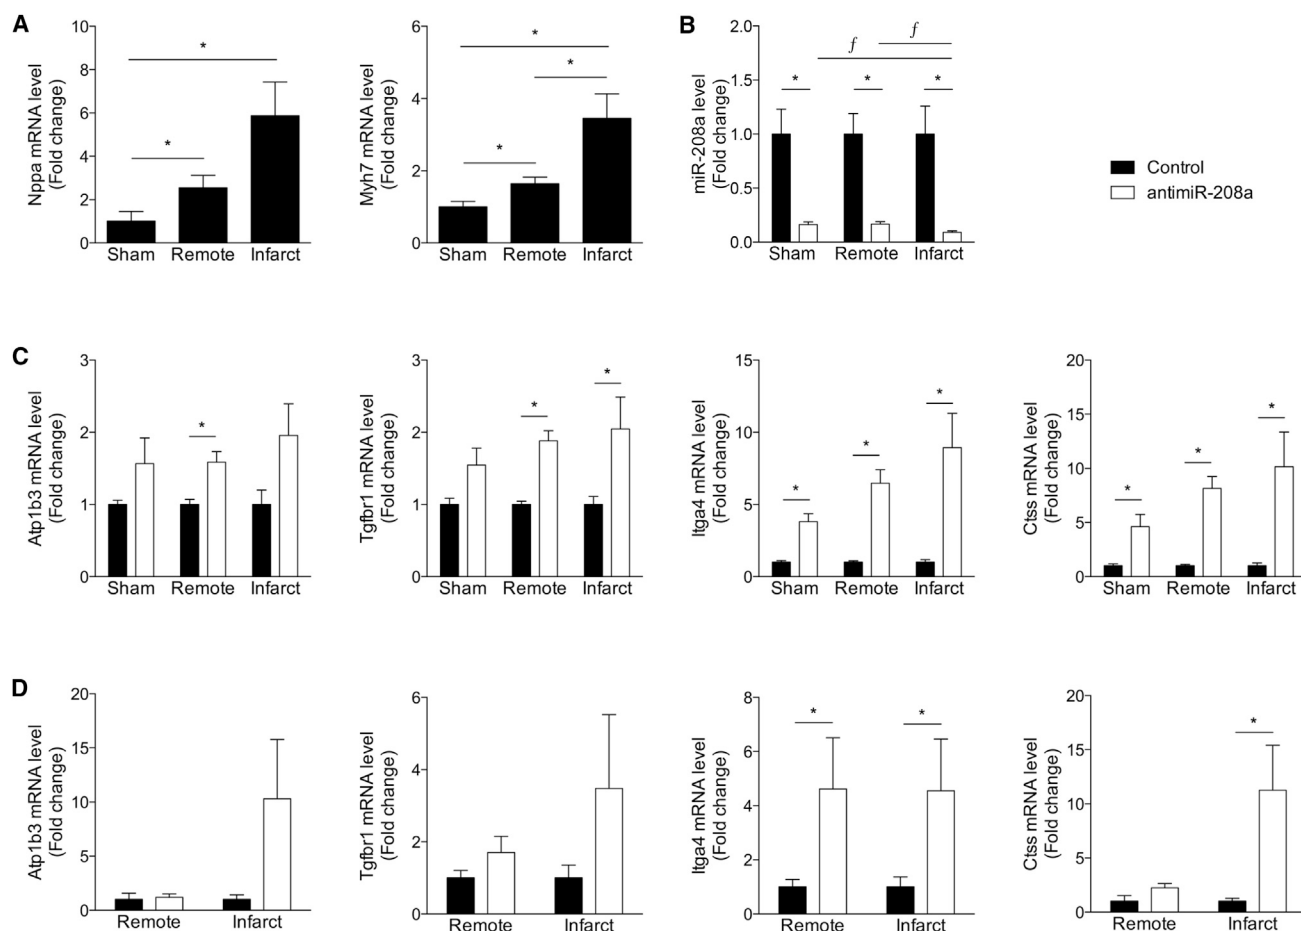 A
Nppa mRNA level
(Fold change)
10
8
6
4
2
0
*
*
Sham Remote Infarct
Myh7 mRNA level
(Fold change)
6
4
2
0
*
*
*
Sham Remote Infarct
B
miR-208a level
(Fold change)
2.0
1.5
1.0
0.5
0.0
f
f
* * *
Sham Remote Infarct
Control
antimiR-208a
C
Atp1b3 mRNA level
(Fold change)
3
2
1
0
*
Sham Remote Infarct
Tgfbr1 mRNA level
(Fold change)
3
2
1
0
*
*
Sham Remote Infarct
Itga4 mRNA level
(Fold change)
15
10
5
0
*
*
*
Sham Remote Infarct
Ctss mRNA level
(Fold change)
20
15
10
5
0
*
*
*
Sham Remote Infarct
D
Atp1b3 mRNA level
(Fold change)
20
15
10
5
0
Remote Infarct
Tgfbr1 mRNA level
(Fold change)
6
4
2
0
Remote Infarct
Itga4 mRNA level
(Fold change)
8
6
4
2
0
* *
Remote Infarct
Ctss mRNA level
(Fold change)
20
15
10
5
0
*
Remote Infarct